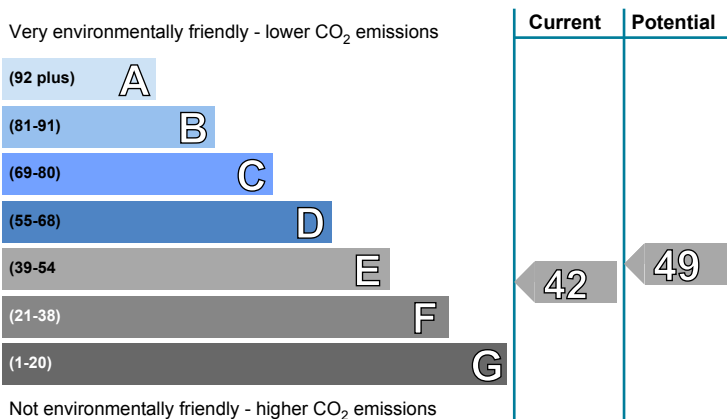 Current Potential
Very environmentally friendly - lower CO2 emissions
(92 plus) A
(81-91) B
(69-80) C
(55-68) D
(39-54 E
42 49
(21-38) F
(1-20) G
Not environmentally friendly - higher CO2 emissions